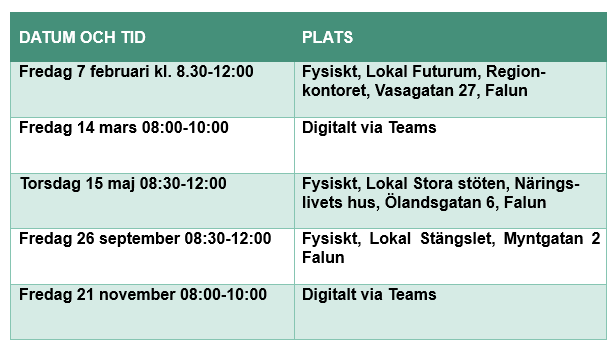 DATUM OCH TID
PLATS
Fredag 7 februari kl. 8.30-12:00
Fysiskt, Lokal Futurum, Region-
kontoret, Vasagatan 27, Falun
Fredag 14 mars 08:00-10:00
Digitalt via Teams
Torsdag 15 maj 08:30-12:00
Fysiskt, Lokal Stora stöten, Närings-
livets hus, Ölandsgatan 6, Falun
Fredag 26 september 08:30-12:00
Fysiskt, Lokal Stångslet, Myntgatan 2
Falun
Fredag 21 november 08:00-10:00
Digitalt via Teams